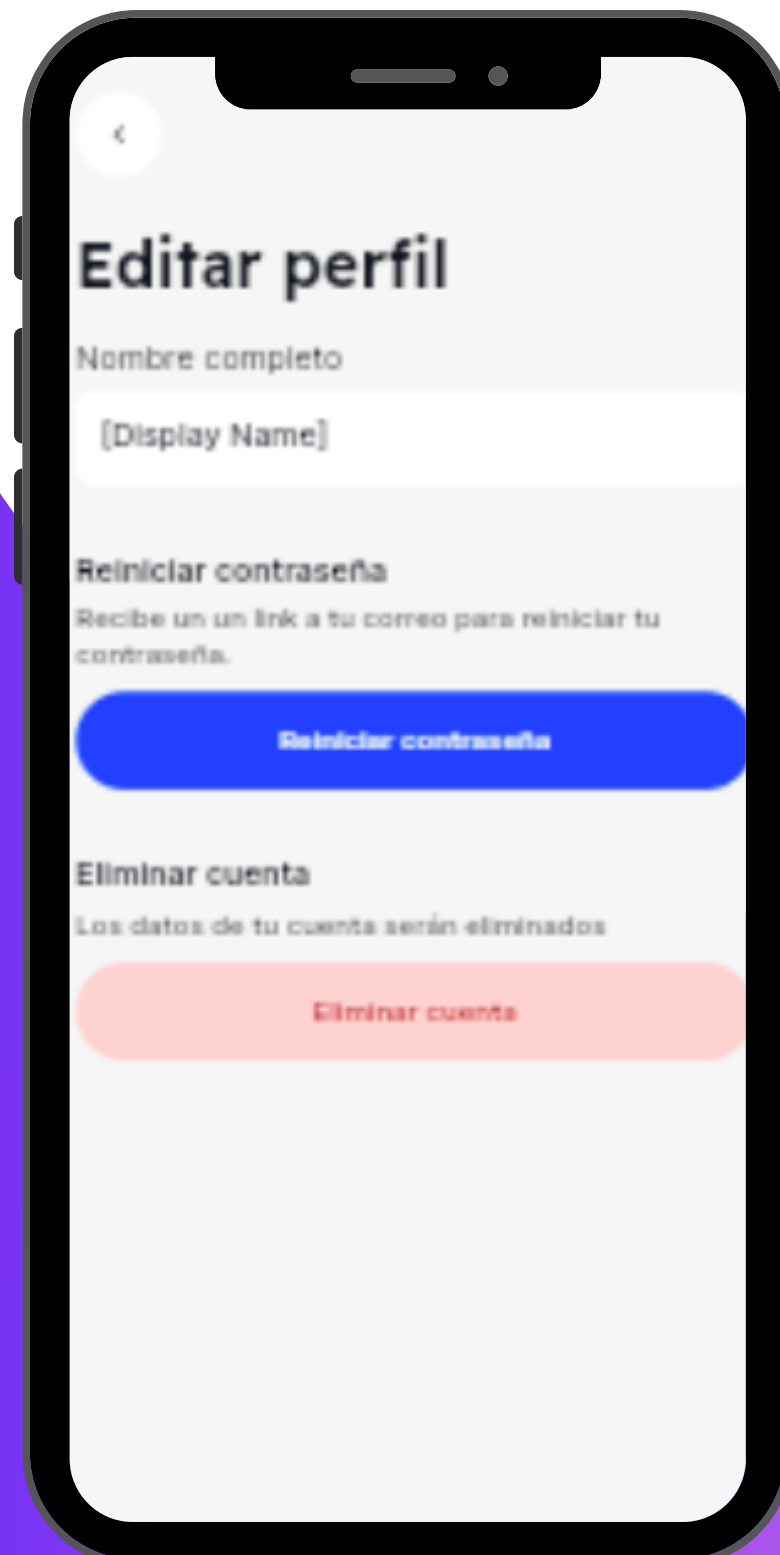 Editar perfil
Nombre completo
[Display Name]
Reiniciar contraseña
Recibe un un link a tu correo para reiniciar tu
contraseña.
Reiniciar contraseña
Eliminar cuenta
Los datos de tu cuenta serán eliminados
Eliminar cuenta